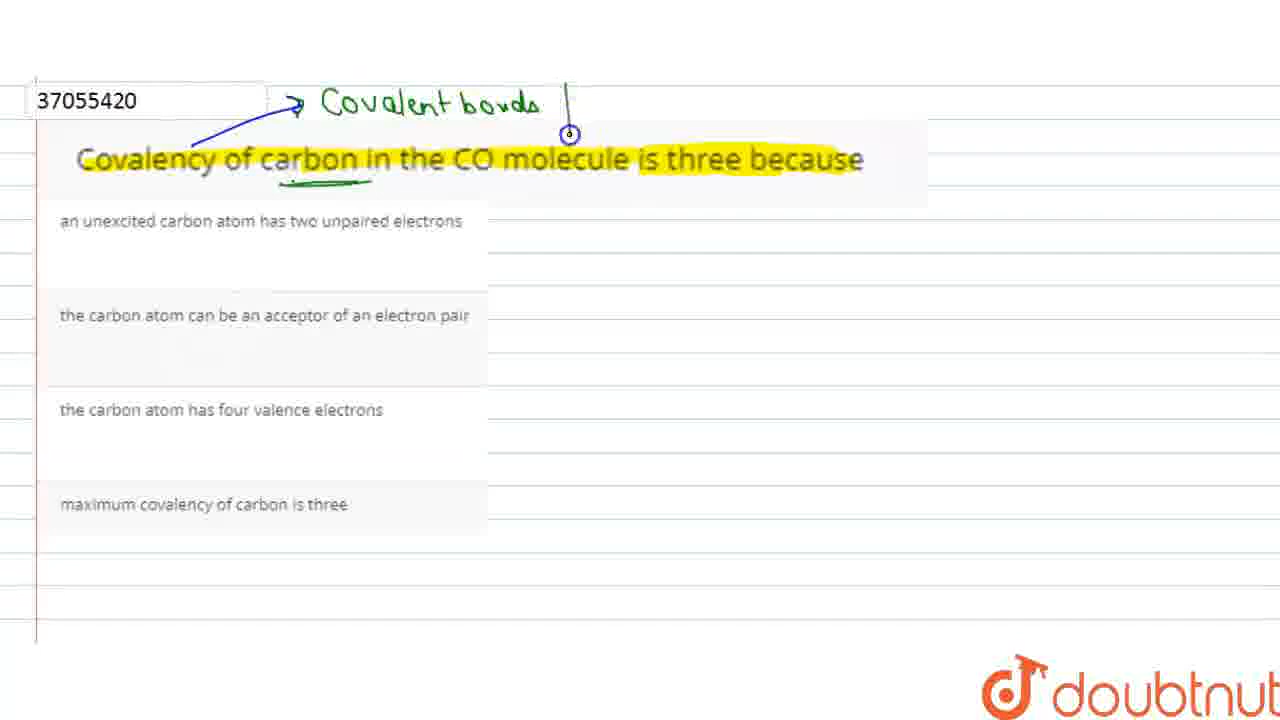 37055420
Covalent bonds
Covalency of carbon in the CO molecule is three because
an unexcited carbon atom has two unpaired electrons
the carbon atom can be an acceptor of an electron pair
the carbon atom has four valence electrons
maximum covalency of carbon is three
doubtnut